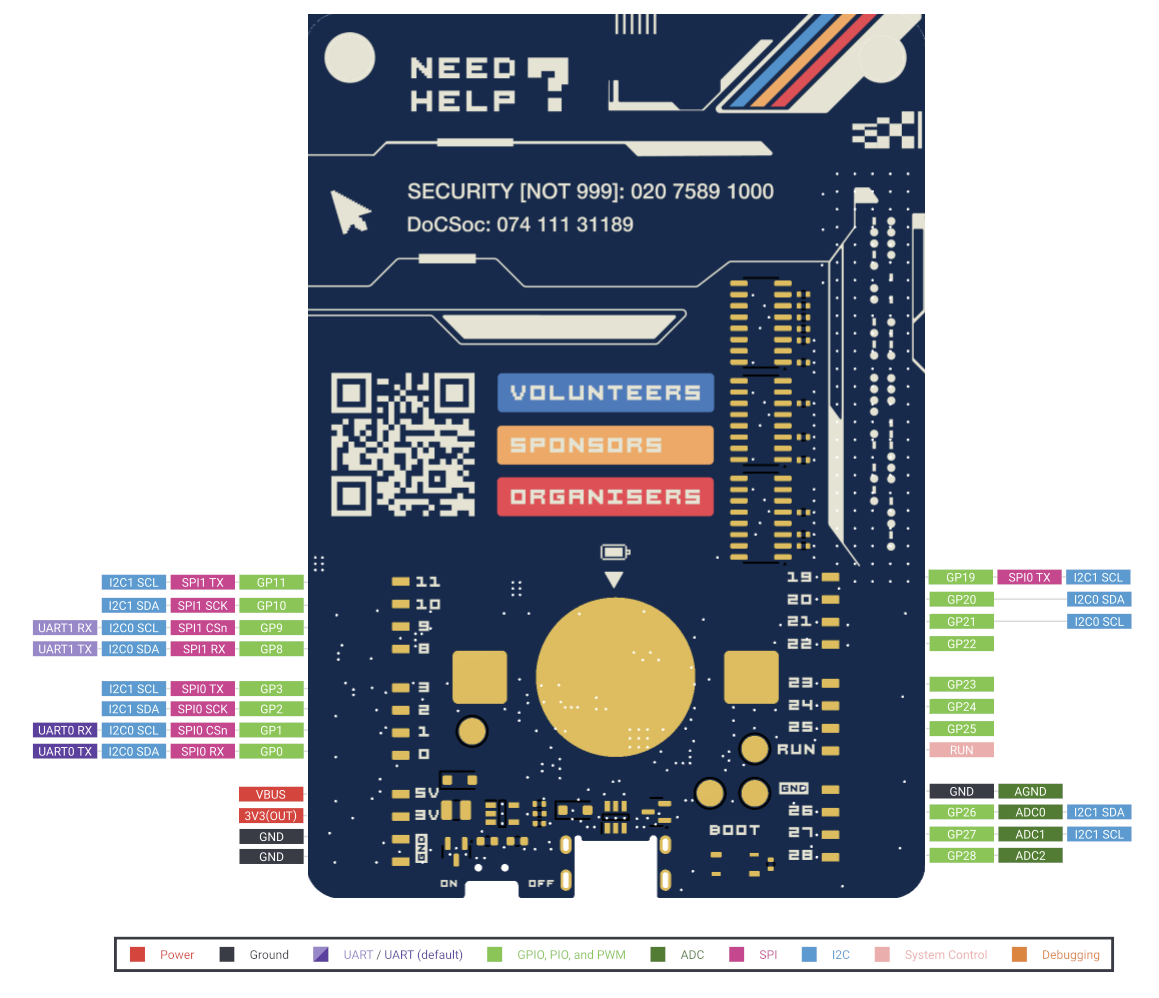 NEED
HELP ?
SECURITY [NOT 999]: 020 7589 1000
DoCSoc: 074 111 31189
VOLUNTEERS
SPONSORS
ORGANISERS
I2C1 SCL SPI1 TX GP11 11
I2C1 SDA SPI1 SCK GP10 10
UART1 RX I2C0 SCL SPI1 CSn GP9 9
UART1 TX I2C0 SDA SPI1 RX GP8 8
I2C1 SCL SPI0 TX GP3 3
I2C1 SDA SPI0 SCK GP2 2
UART0 RX I2C0 SCL SPI0 CSn GP1 1
UART0 TX I2C0 SDA SPI0 RX GP0 0
VBUS 5V
3V3(OUT) 3V
GND GND
GND
ON OFF
19 GP19 SPI0 TX I2C1 SCL
20 GP20 I2C0 SDA
21 GP21 I2C0 SCL
22 GP22
23 GP23
24 GP24
25 GP25
RUN RUN
GND GND AGND
26 GP26 ADC0 I2C1 SDA
BOOT
27 GP27 ADC1 I2C1 SCL
28 GP28 ADC2
Power Ground UART / UART (default) GPIO, PIO, and PWM ADC SPI I2C System Control Debugging